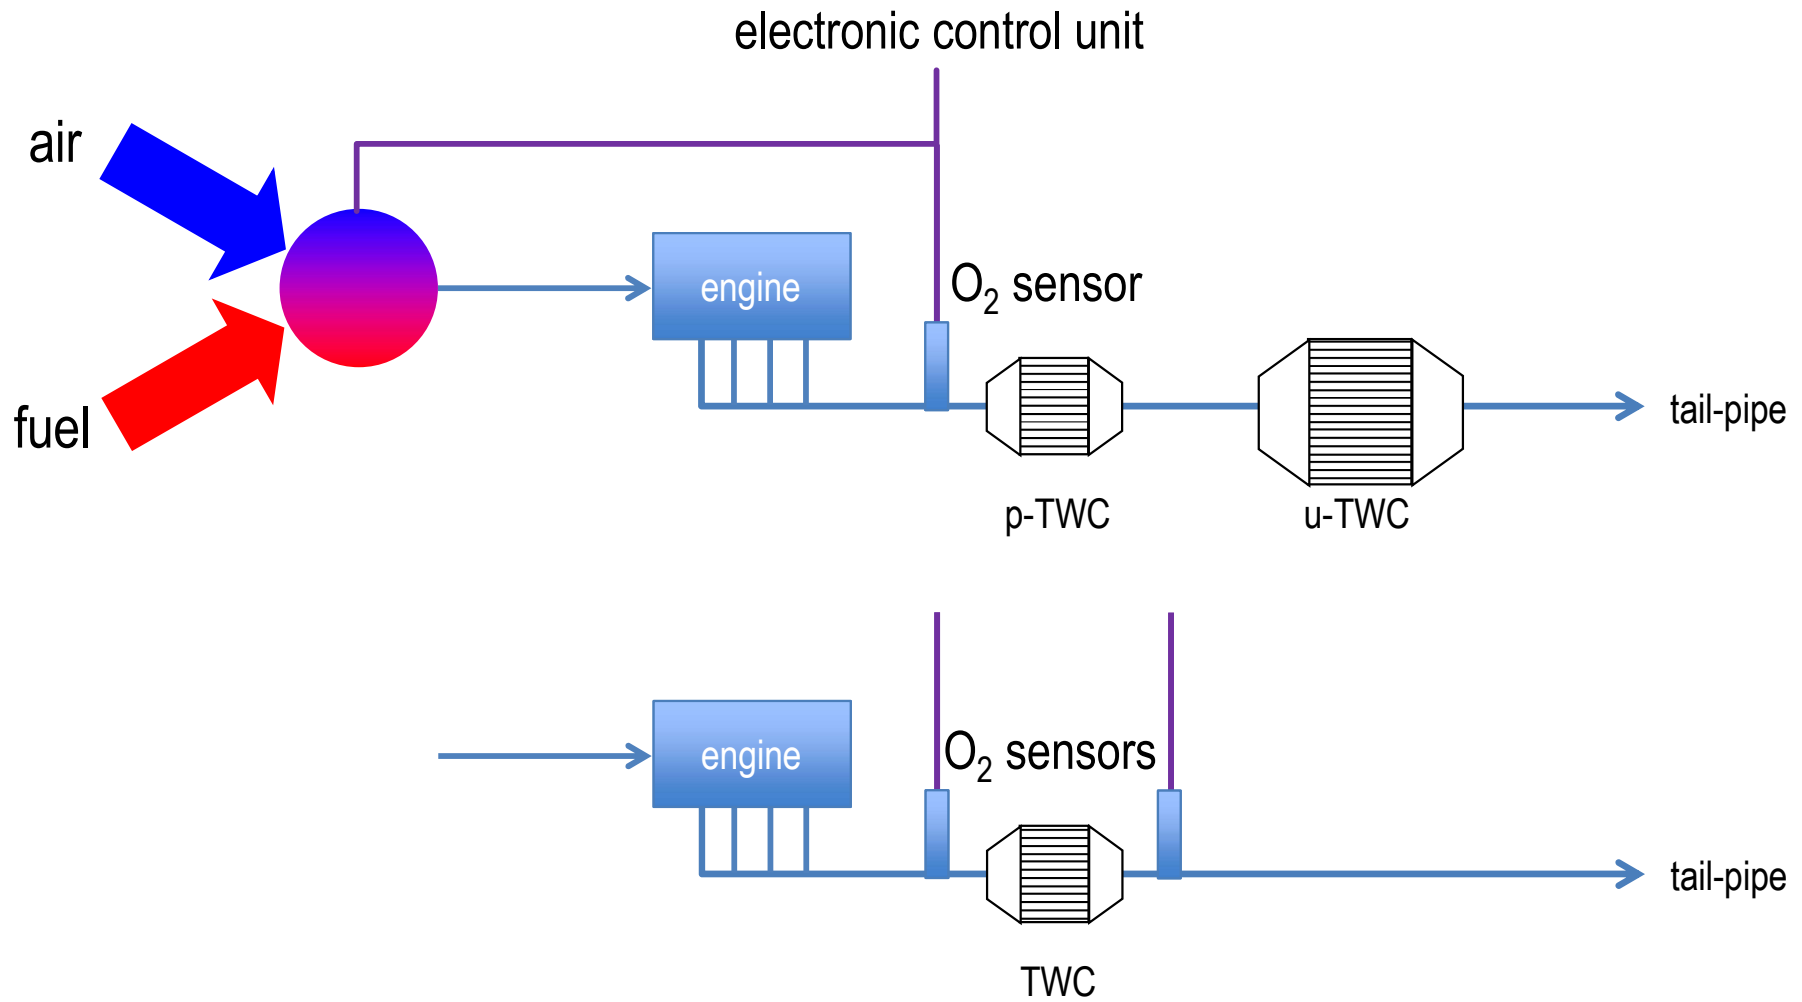 electronic control unit
air
engine
O₂ sensor
fuel
tail-pipe
p-TWC
u-TWC
engine
O₂ sensors
tail-pipe
TWC